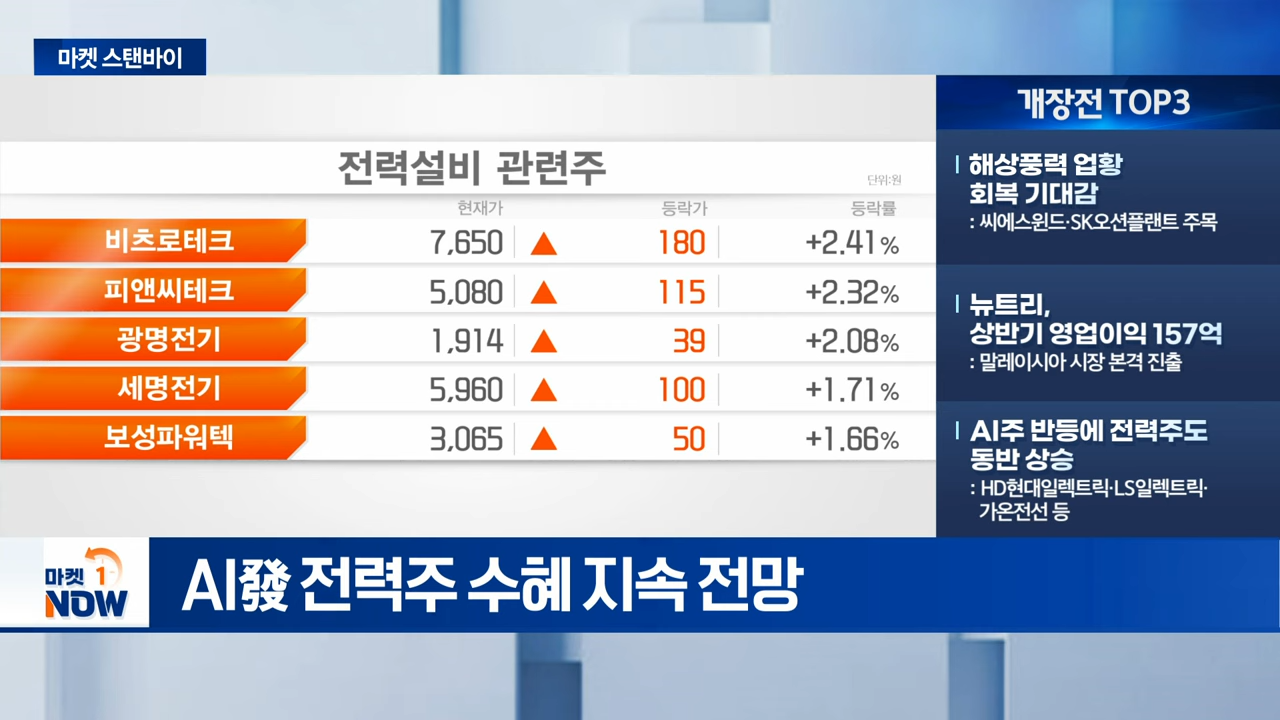 마켓 스탠바이
전력설비 관련주
단위:원
현재가 등락가 등락률
비츠로테크 7,650 ▲ 180 +2.41%
피앤씨테크 5,080 ▲ 115 +2.32%
광명전기 1,914 ▲ 39 +2.08%
세명전기 5,960 ▲ 100 +1.71%
보성파워텍 3,065 ▲ 50 +1.66%
개장전 TOP3
해상풍력 업황
회복 기대감
: 씨에스윈드·SK오션플랜트 주목
뉴트리,
상반기 영업이익 157억
: 말레이시아 시장 본격 진출
AI주 반등에 전력주도
동반 상승
: HD현대일렉트릭·LS일렉트릭·
가온전선 등
마켓 1
NOW
AI發 전력주 수혜 지속 전망